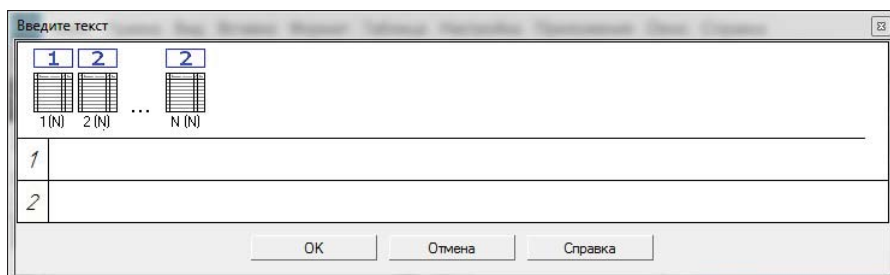 Введите текст
1 2 2
1 (N) 2 (N) ... N (N)
1
2
OK Отмена Справка